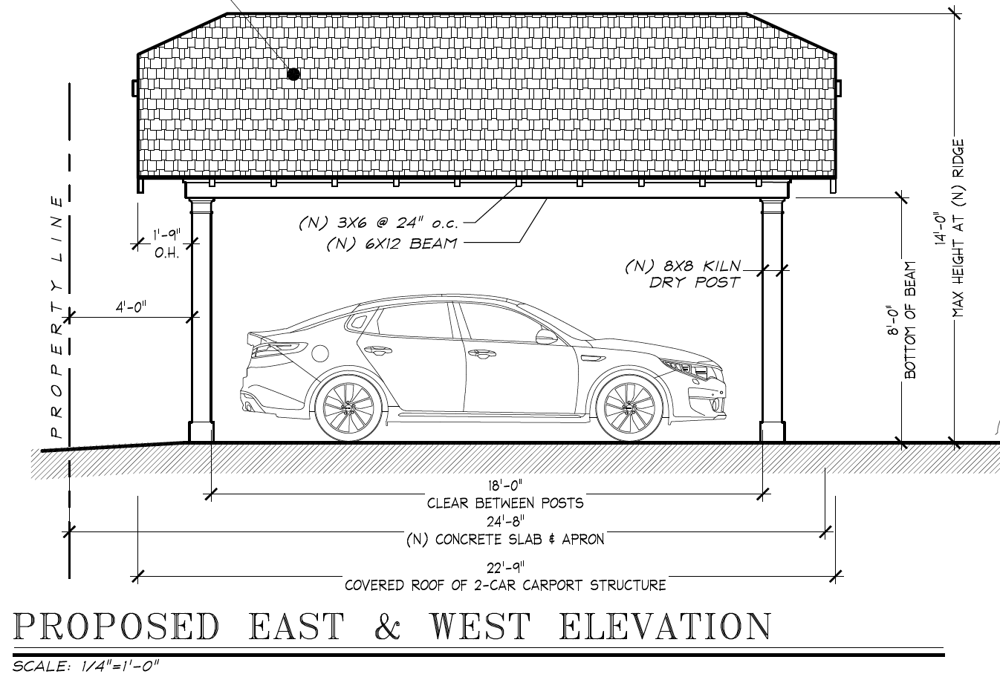 (N) 3X6 @ 24" o.c.
(N) 6X12 BEAM
1'-9"
O.H.
(N) 8X8 KILN
DRY POST
4'-0"
PROPERTY LINE
14'-0"
MAX HEIGHT AT (N) RIDGE
8'-0"
BOTTOM OF BEAM
18'-0"
CLEAR BETWEEN POSTS
24'-8"
(N) CONCRETE SLAB & APRON
22'-9"
COVERED ROOF OF 2-CAR CARPORT STRUCTURE
PROPOSED EAST & WEST ELEVATION
SCALE: 1/4"=1'-0"